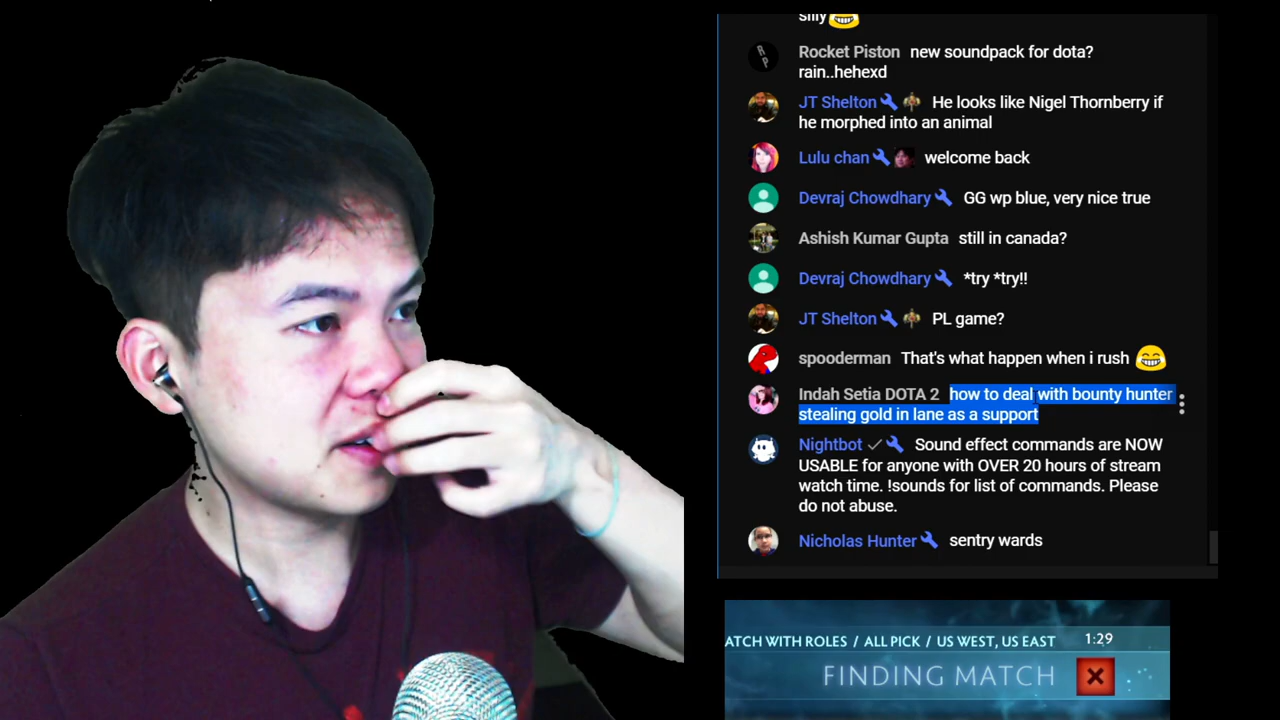 silly
Rocket Piston new soundpack for dota?
rain..hehexd
JT Shelton He looks like Nigel Thornberry if
he morphed into an animal
Lulu chan welcome back
Devraj Chowdhary GG wp blue, very nice true
Ashish Kumar Gupta still in canada?
Devraj Chowdhary *try *try!!
JT Shelton PL game?
spooderman That's what happen when i rush
Indah Setia DOTA 2 how to deal with bounty hunter
stealing gold in lane as a support
Nightbot Sound effect commands are NOW
USABLE for anyone with OVER 20 hours of stream
watch time. !sounds for list of commands. Please
do not abuse.
Nicholas Hunter sentry wards
ATCH WITH ROLES / ALL PICK / US WEST, US EAST 1:29
FINDING MATCH